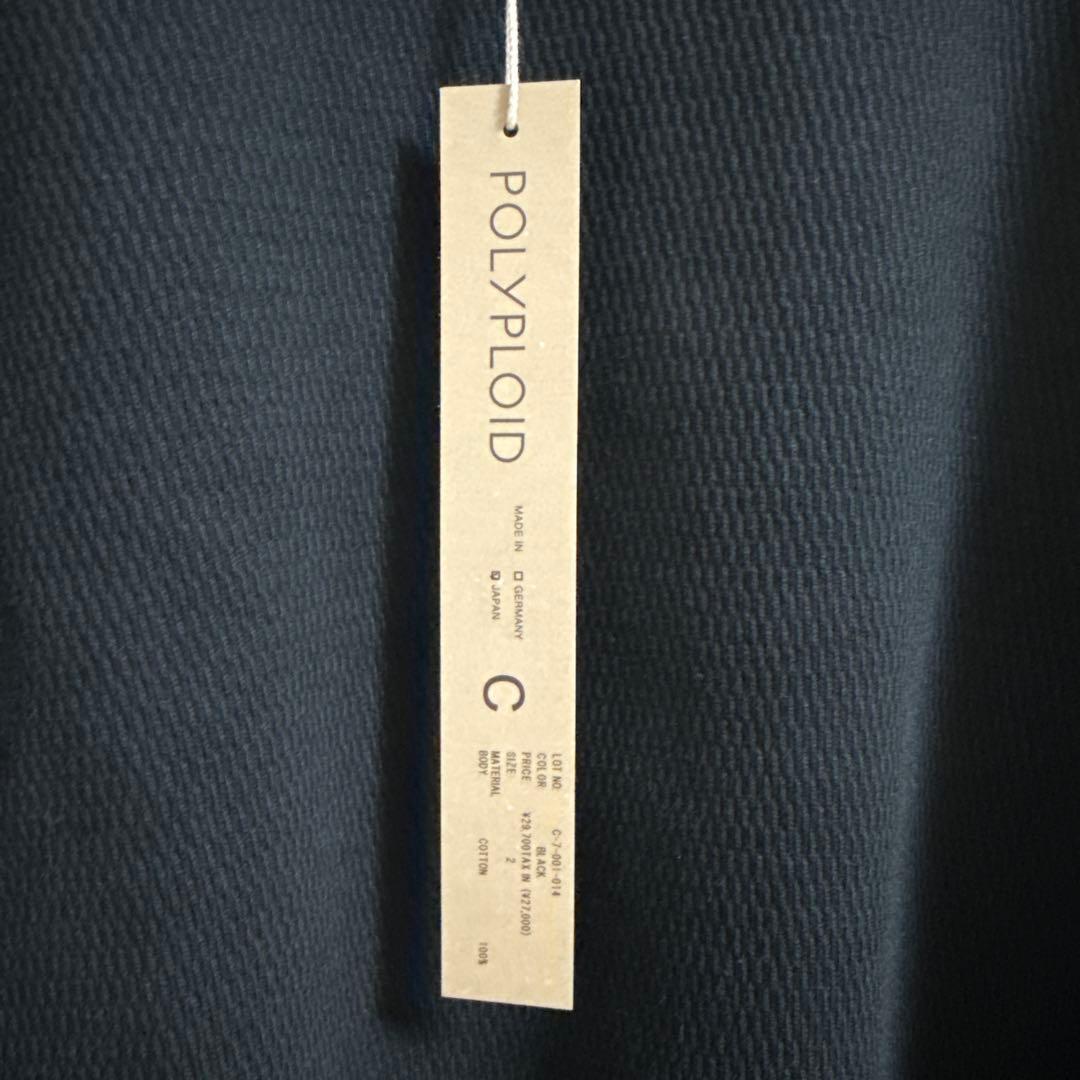 POLYPLOID
MADE IN ☐ GERMANY
☑ JAPAN
C
LOT NO. C-7-001-014
COLOR BLACK
PRICE ¥29,700TAX IN (¥27,000)
SIZE 2
MATERIAL
BODY COTTON 100%